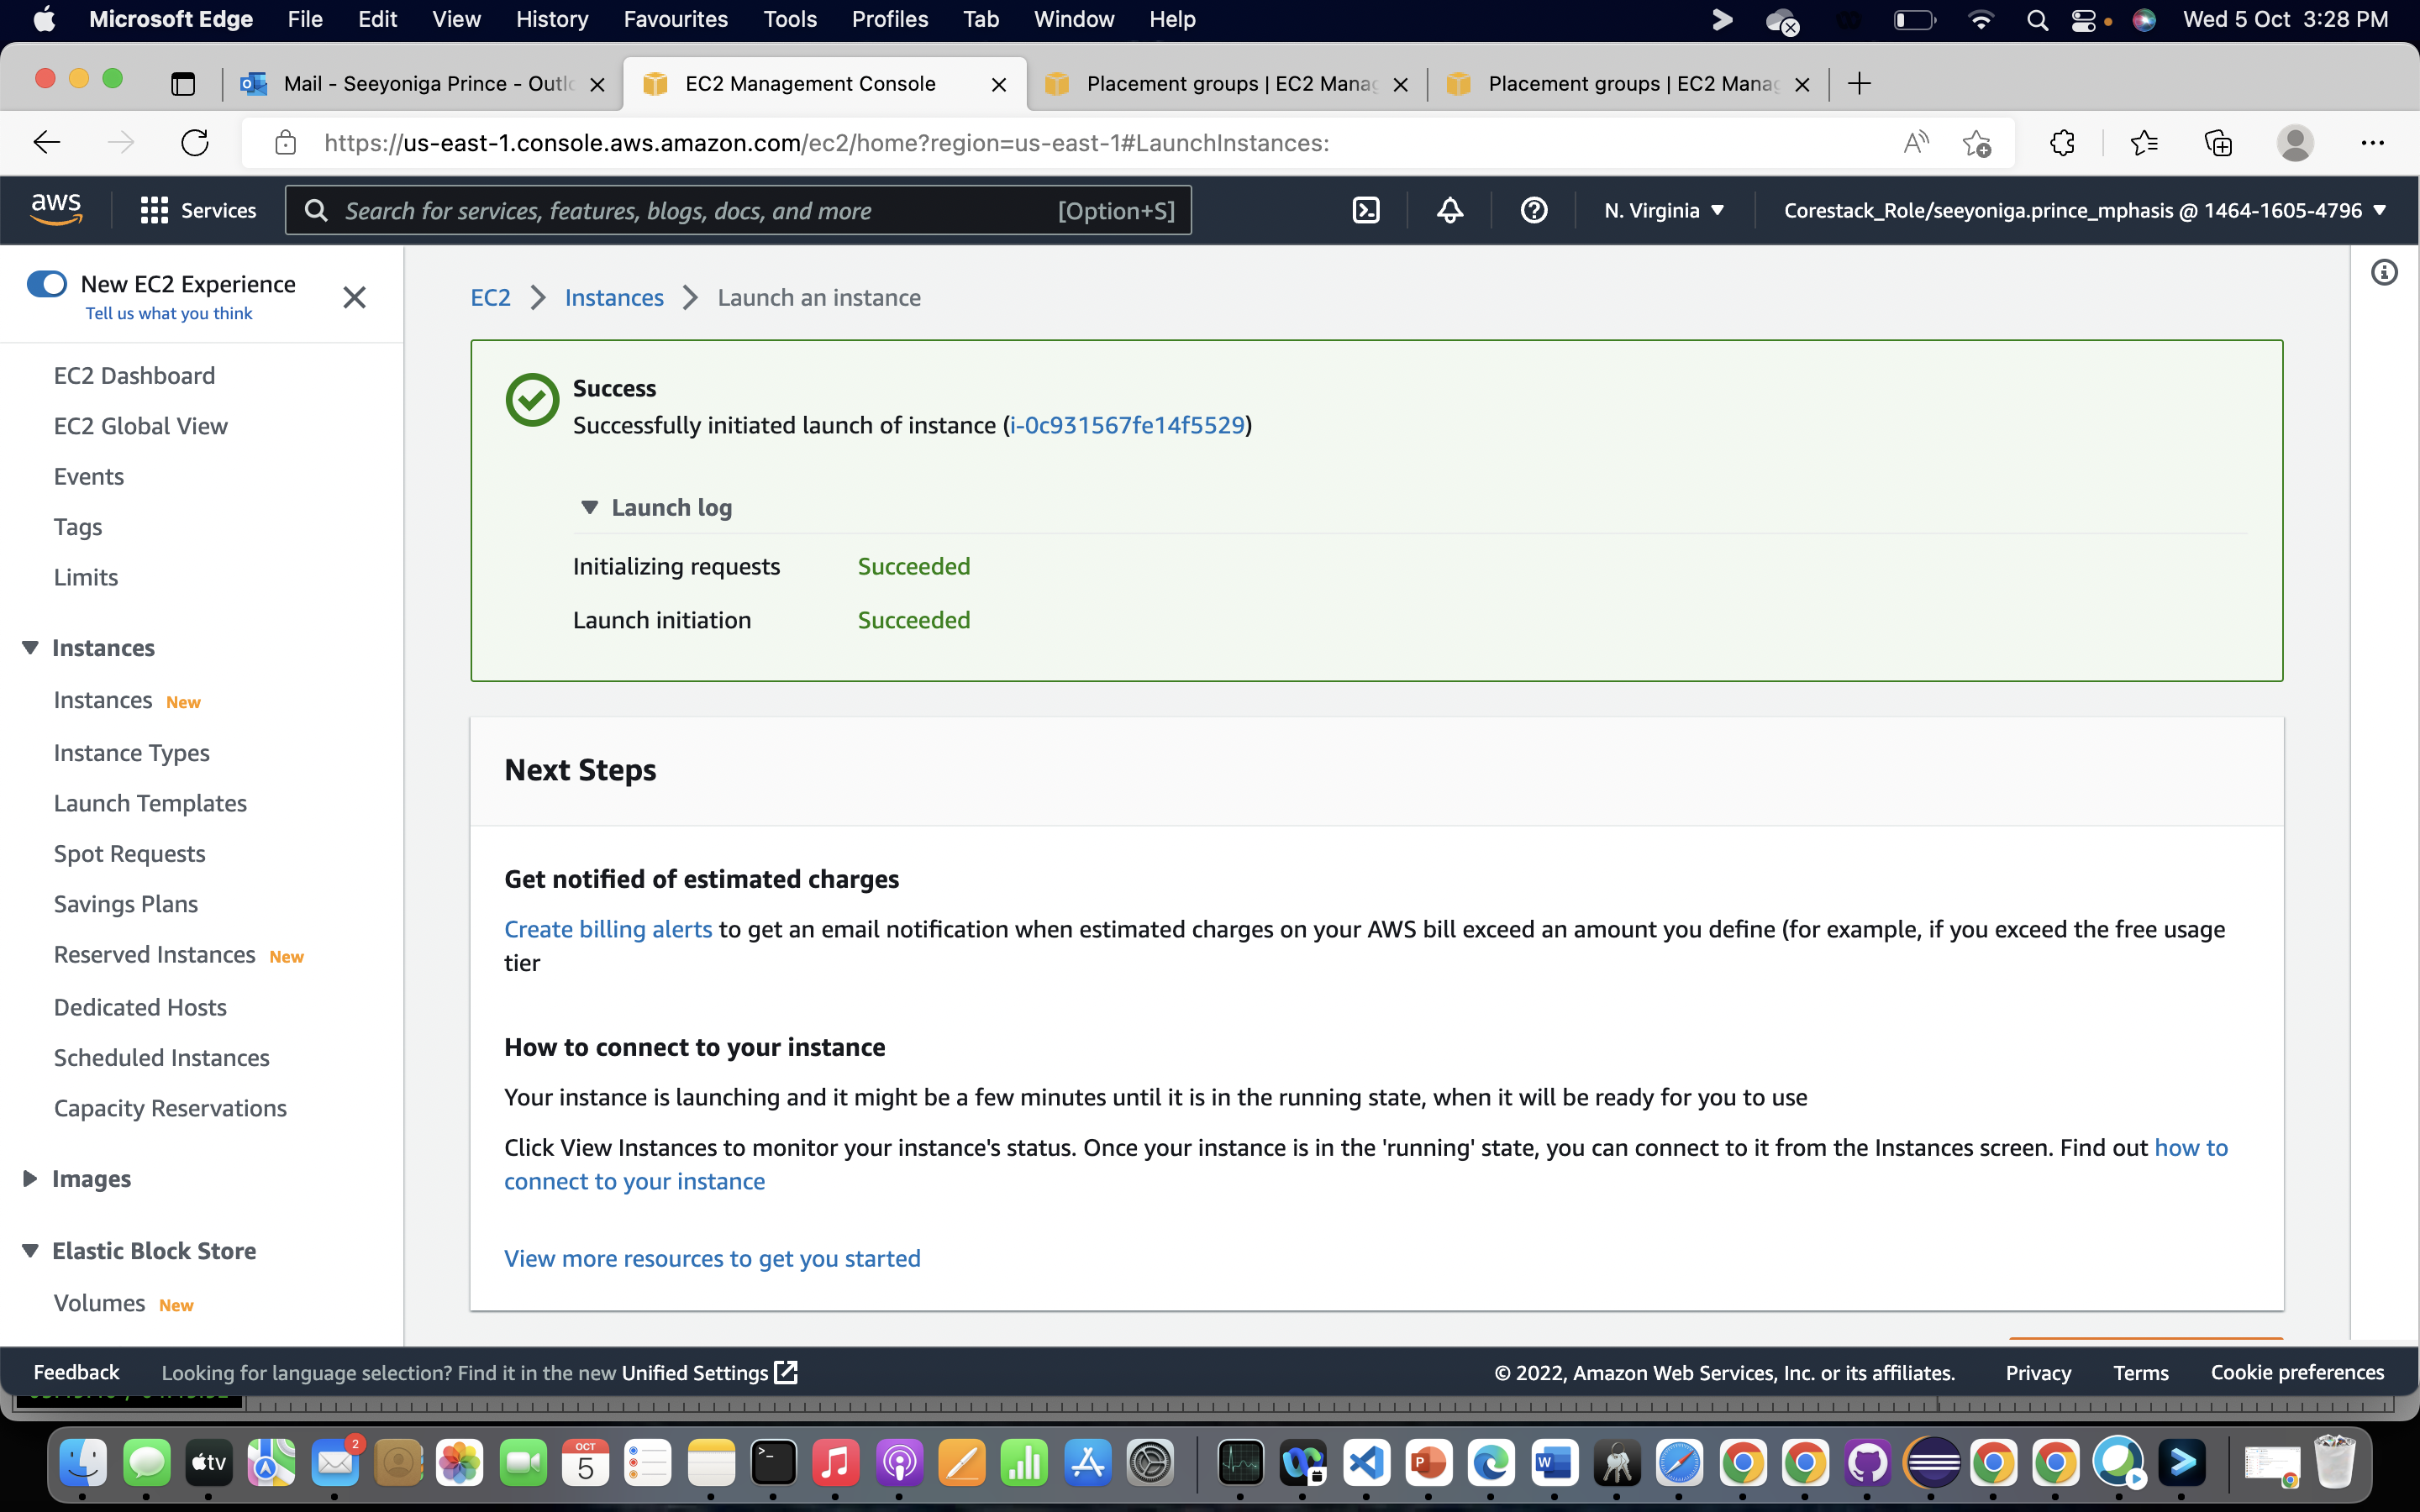 Microsoft Edge File Edit View History Favourites Tools Profiles Tab Window Help Wed 5 Oct 3:28 PM
Mail - Seeyoniga Prince - Outlo EC2 Management Console Placement groups | EC2 Manag Placement groups | EC2 Manag
https://us-east-1.console.aws.amazon.com/ec2/home?region=us-east-1#LaunchInstances:
aws Services Search for services, features, blogs, docs, and more [Option+S] N. Virginia Corestack_Role/seeyoniga.prince_mphasis @ 1464-1605-4796
New EC2 Experience
Tell us what you think
EC2 Dashboard
EC2 Global View
Events
Tags
Limits
Instances
Instances New
Instance Types
Launch Templates
Spot Requests
Savings Plans
Reserved Instances New
Dedicated Hosts
Scheduled Instances
Capacity Reservations
Images
Elastic Block Store
Volumes New
EC2 Instances Launch an instance
Success
Successfully initiated launch of instance (i-0c931567fe14f5529)
Launch log
Initializing requests Succeeded
Launch initiation Succeeded
Next Steps
Get notified of estimated charges
Create billing alerts to get an email notification when estimated charges on your AWS bill exceed an amount you define (for example, if you exceed the free usage
tier
How to connect to your instance
Your instance is launching and it might be a few minutes until it is in the running state, when it will be ready for you to use
Click View Instances to monitor your instance's status. Once your instance is in the 'running' state, you can connect to it from the Instances screen. Find out how to
connect to your instance
View more resources to get you started
Feedback Looking for language selection? Find it in the new Unified Settings © 2022, Amazon Web Services, Inc. or its affiliates. Privacy Terms Cookie preferences
tv 2 OCT 5